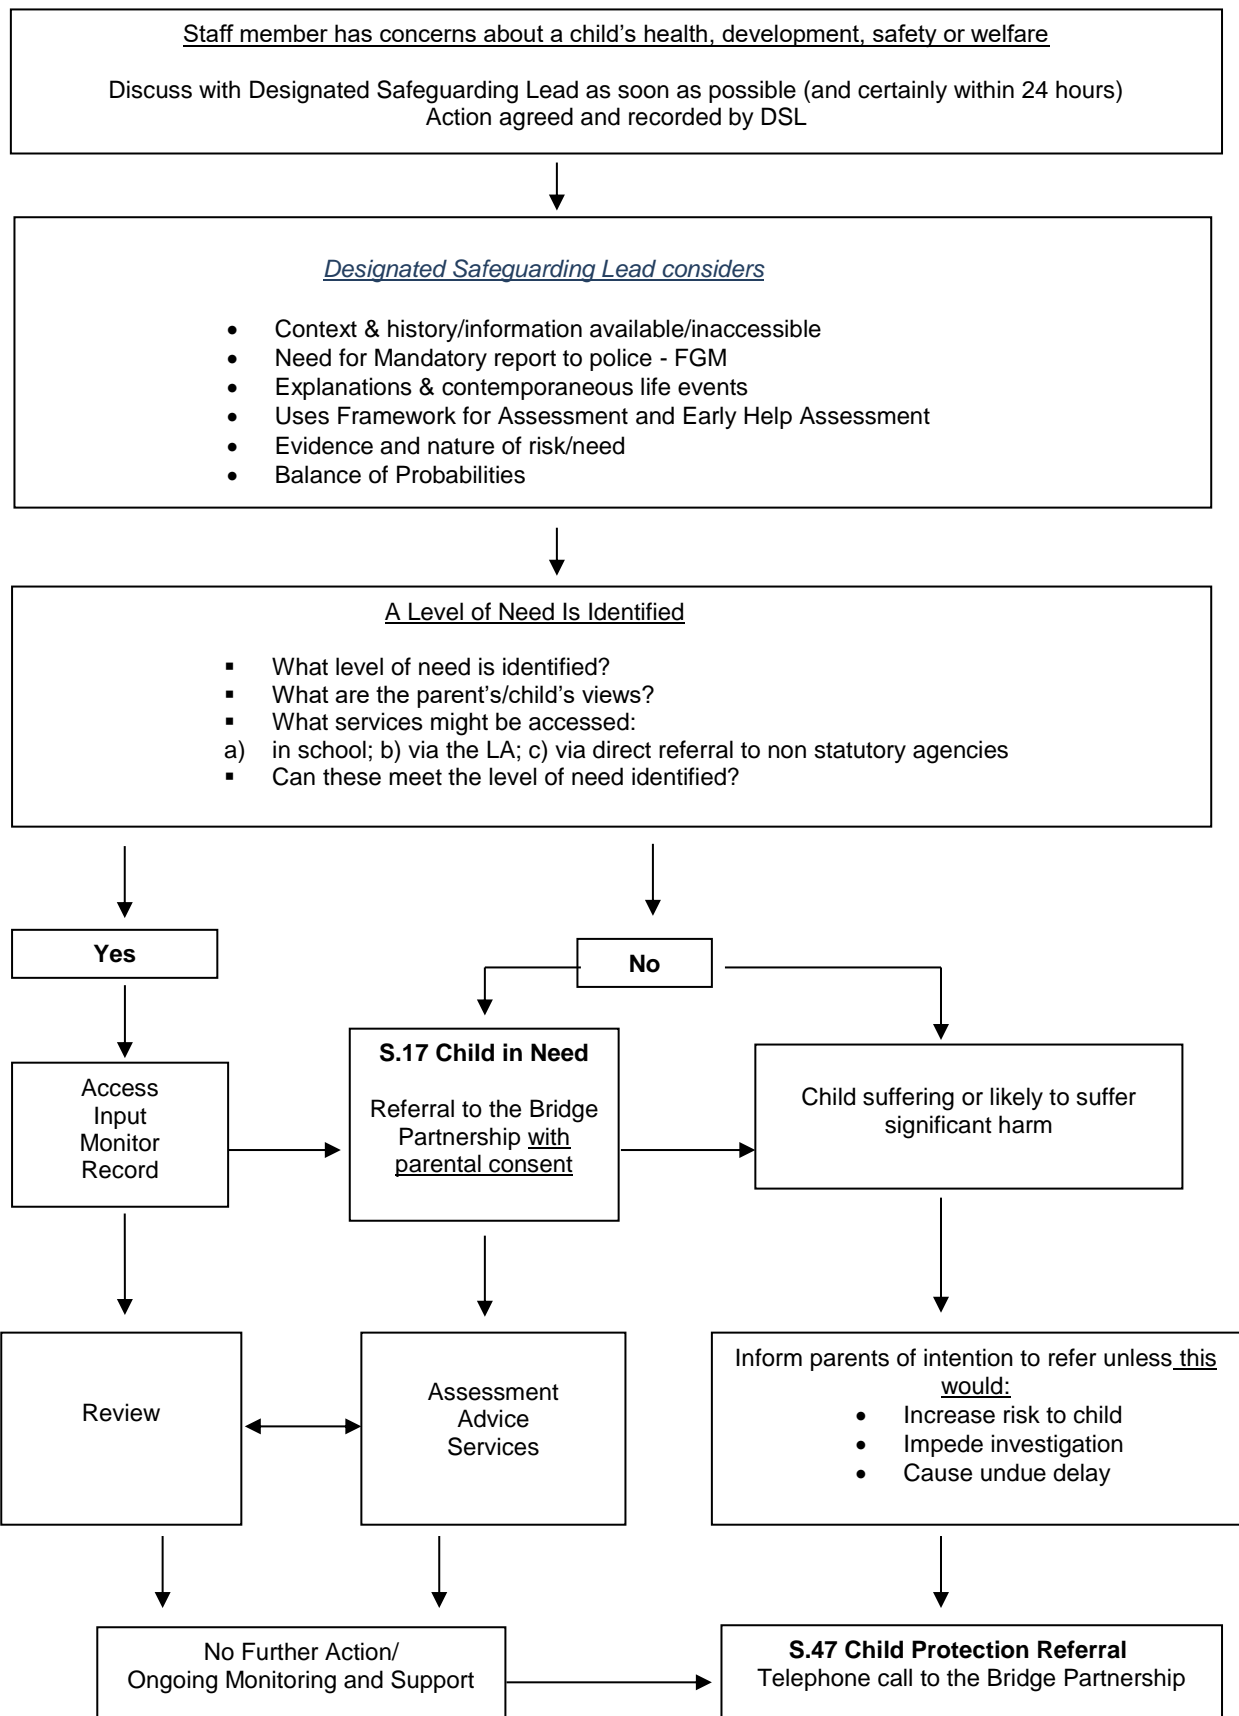 Staff member has concerns about a child's health, development, safety or welfare
Discuss with Designated Safeguarding Lead as soon as possible (and certainly within 24 hours)
Action agreed and recorded by DSL
Designated Safeguarding Lead considers
• Context & history/information available/inaccessible
• Need for Mandatory report to police - FGM
• Explanations & contemporaneous life events
• Uses Framework for Assessment and Early Help Assessment
• Evidence and nature of risk/need
• Balance of Probabilities
A Level of Need Is Identified
▪ What level of need is identified?
▪ What are the parent's/child's views?
▪ What services might be accessed:
a) in school; b) via the LA; c) via direct referral to non statutory agencies
▪ Can these meet the level of need identified?
Yes
No
Access
Input
Monitor
Record
S.17 Child in Need
Referral to the Bridge
Partnership with
parental consent
Child suffering or likely to suffer
significant harm
Review
Assessment
Advice
Services
Inform parents of intention to refer unless this
would:
• Increase risk to child
• Impede investigation
• Cause undue delay
No Further Action/
Ongoing Monitoring and Support
S.47 Child Protection Referral
Telephone call to the Bridge Partnership